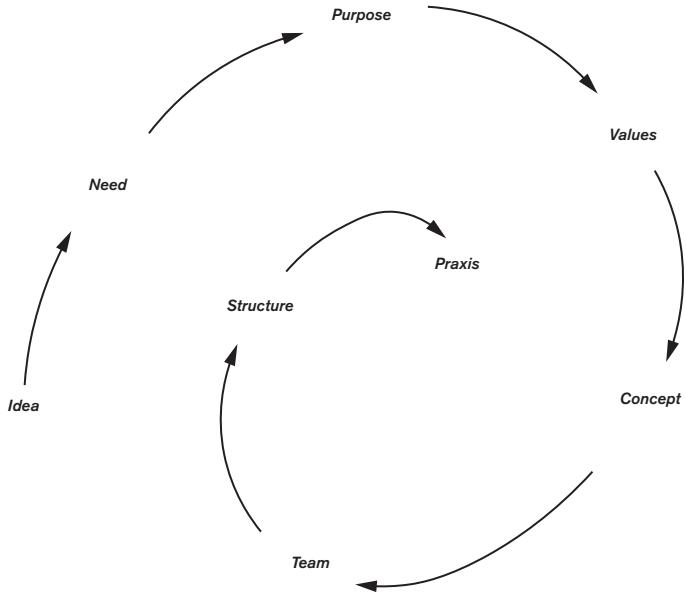 Purpose
Values
Need
Praxis
Structure
Concept
Idea
Team